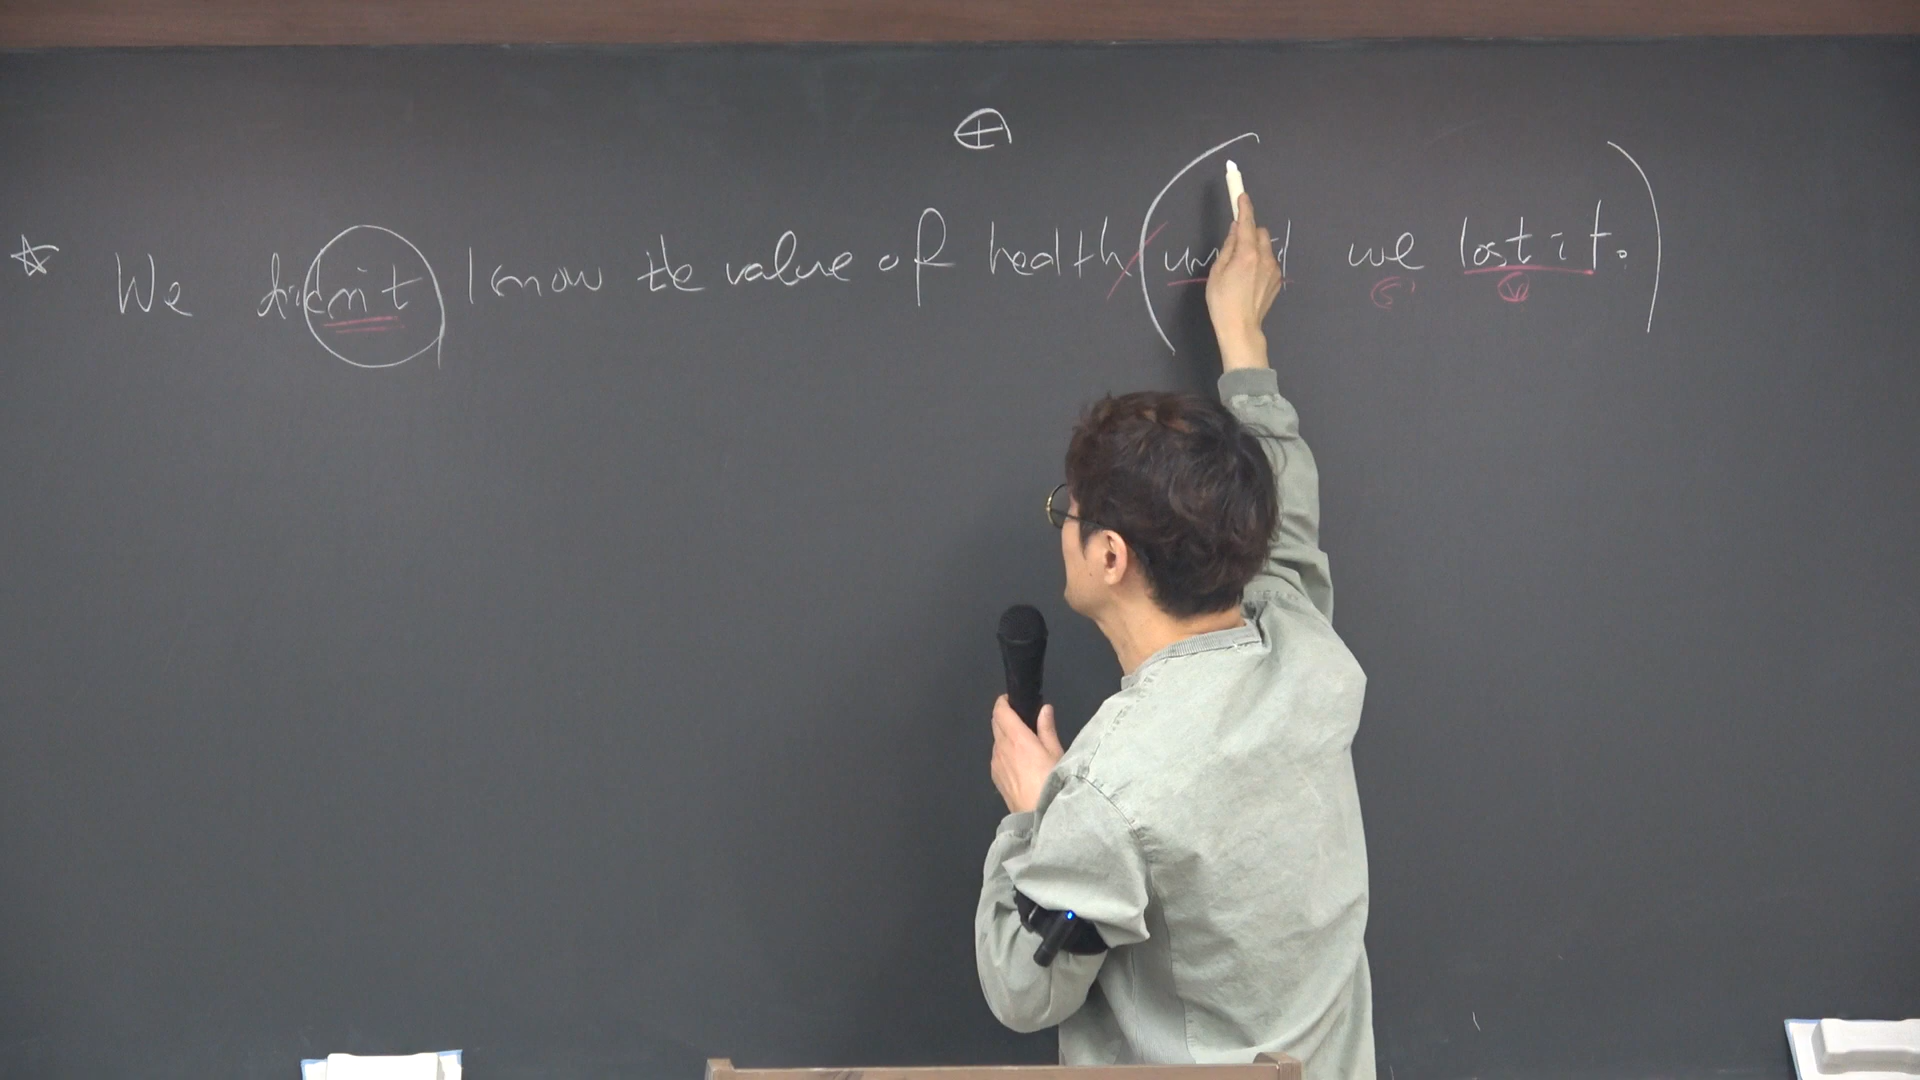 ⊕
☆ We didn't know the value of health (until we lost it.)
S' V